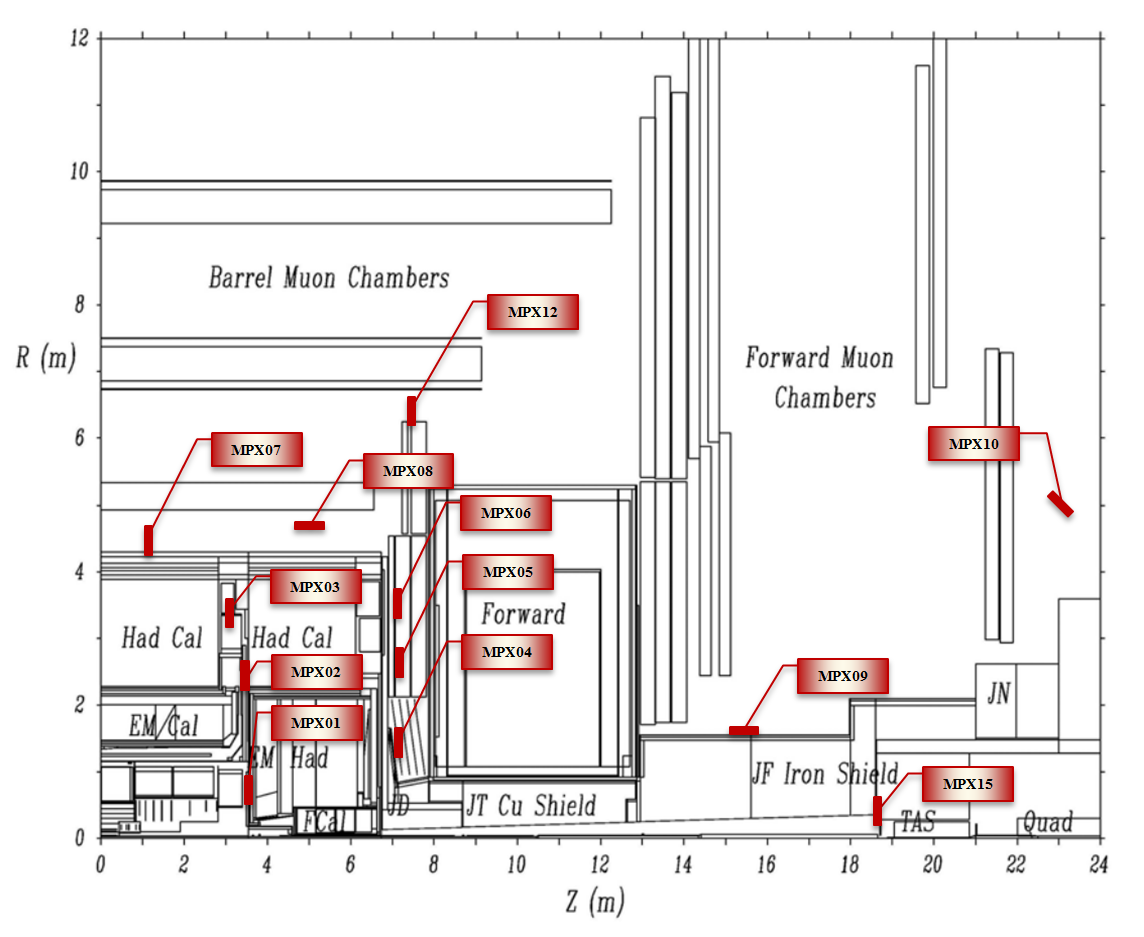 12
10
Barrel Muon Chambers
8
MPX12
R (m)
Forward Muon
Chambers
6
MPX07
MPX08
MPX10
MPX06
4
MPX05
MPX03
Forward
Had Cal
Had Cal
MPX04
MPX02
MPX09
JN
2
EM Cal
MPX01
EM Had
JF Iron Shield
MPX15
JD
JT Cu Shield
FCal
TAS
Quad
0
0 2 4 6 8 10 12 14 16 18 20 22 24
Z (m)